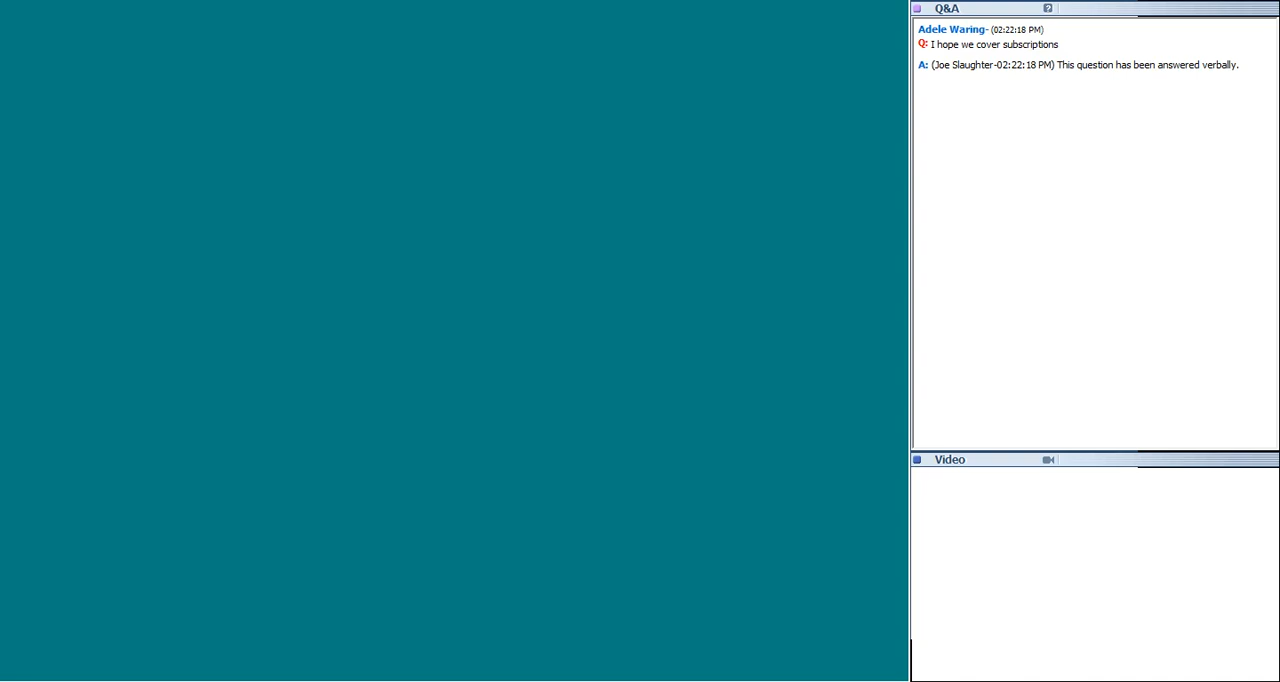 Q&A
Adele Waring- (02:22:18 PM)
Q: I hope we cover subscriptions
A: (Joe Slaughter-02:22:18 PM) This question has been answered verbally.
Video